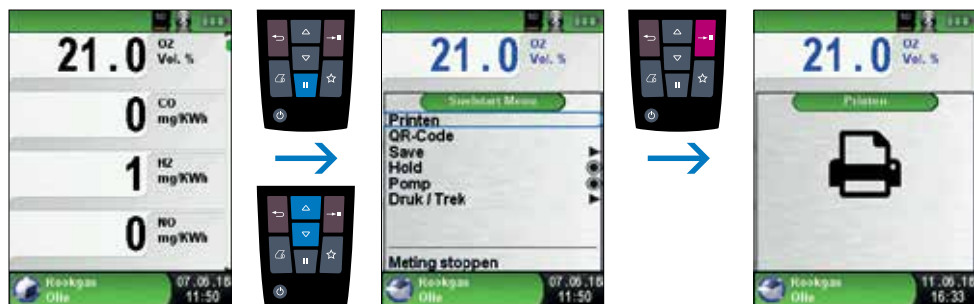 21.0 O2 Vol. %
0 CO mg/KWh
1 H2 mg/KWh
0 NO mg/KWh
Rookgas 07.06.16
Olie 11:50
21.0 O2 Vol. %
Snelstart Menu
Printen
QR-Code
Save
Hold
Pomp
Druk / Trek
Meting stoppen
Rookgas 07.06.16
Olie 11:50
21.0 O2 Vol. %
Printen
Rookgas 11.06.16
Olie 16:33